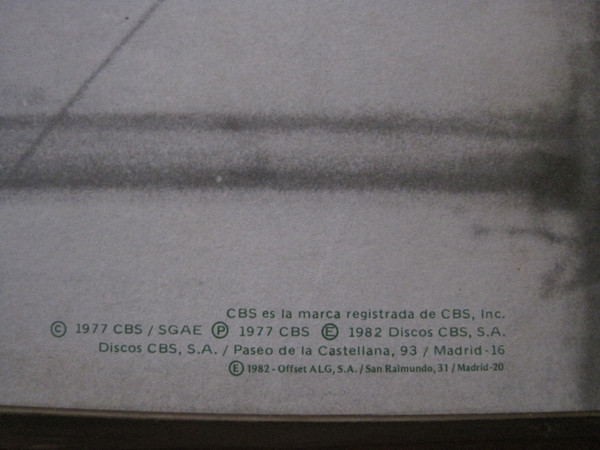 CBS es la marca registrada de CBS, Inc.
© 1977 CBS / SGAE Ⓟ 1977 CBS Ⓔ 1982 Discos CBS, S.A.
Discos CBS, S.A. / Paseo de la Castellana, 93 / Madrid-16
Ⓔ 1982 - Offset ALG, S.A. / San Raimundo, 31 / Madrid-20